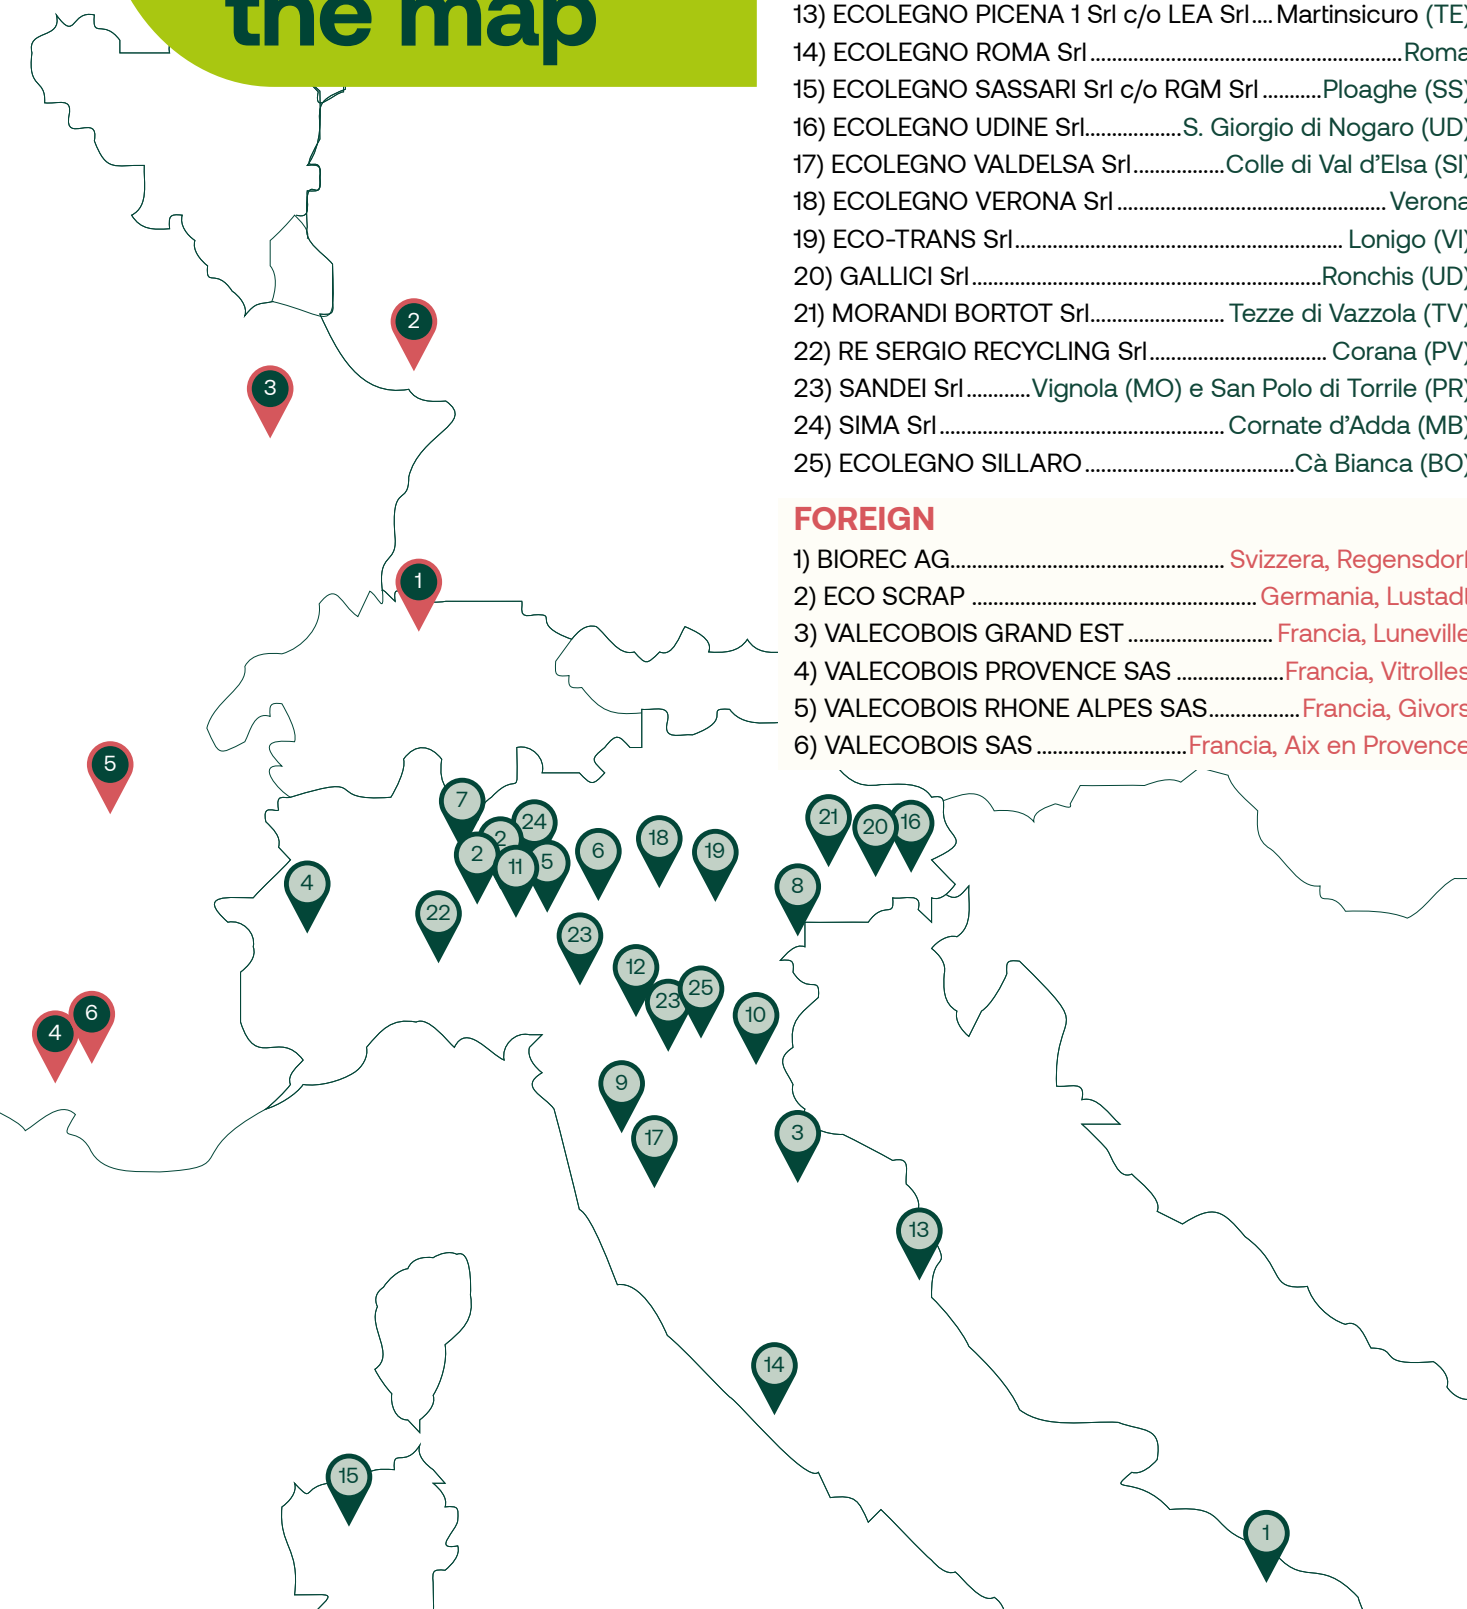 the map
13) ECOLEGNO PICENA 1 Srl c/o LEA Srl.... Martinsicuro (TE)
14) ECOLEGNO ROMA Srl ........ Roma
15) ECOLEGNO SASSARI Srl c/o RGM Srl ........ Ploaghe (SS)
16) ECOLEGNO UDINE Srl ........ S. Giorgio di Nogaro (UD)
17) ECOLEGNO VALDELSA Srl ........ Colle di Val d’Elsa (SI)
18) ECOLEGNO VERONA Srl ........ Verona
19) ECO-TRANS Srl ........ Lonigo (VI)
20) GALLICI Srl ........ Ronchis (UD)
21) MORANDI BORTOT Srl ........ Tezze di Vazzola (TV)
22) RE SERGIO RECYCLING Srl ........ Corana (PV)
23) SANDEI Srl ........ Vignola (MO) e San Polo di Torrile (PR)
24) SIMA Srl ........ Cornate d’Adda (MB)
25) ECOLEGNO SILLARO ........ Cà Bianca (BO)
FOREIGN
1) BIOREC AG ........ Svizzera, Regensdorf
2) ECO SCRAP ........ Germania, Lustadt
3) VALECOBOIS GRAND EST ........ Francia, Luneville
4) VALECOBOIS PROVENCE SAS ........ Francia, Vitrolles
5) VALECOBOIS RHONE ALPES SAS ........ Francia, Givors
6) VALECOBOIS SAS ........ Francia, Aix en Provence
2
3
1
5
7
24
2
2
11
5
6
18
19
21
20
16
4
8
22
23
12
23
25
10
6
4
9
17
3
13
14
15
1